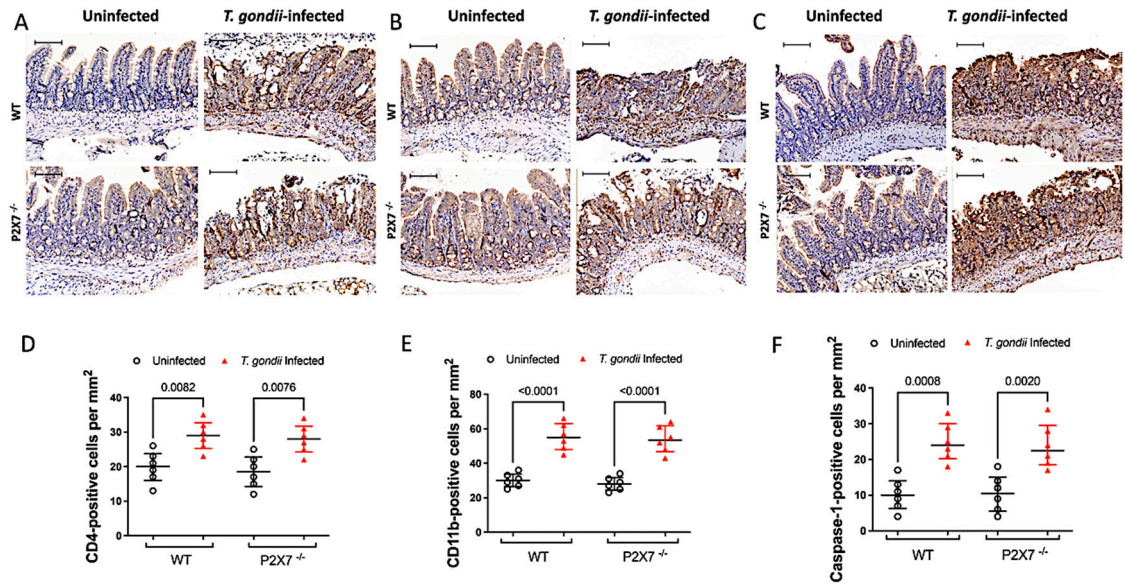 A Uninfected T. gondii-infected B Uninfected T. gondii-infected C Uninfected T. gondii-infected
WT WT WT
P2X7 -/- P2X7 -/- P2X7 -/-
D
Uninfected T. gondii Infected
CD4-positive cells per mm2
0.0082 0.0076
40
30
20
10
0
WT P2X7 -/-
E
Uninfected T. gondii Infected
CD11b-positive cells per mm2
<0.0001 <0.0001
80
60
40
20
0
WT P2X7 -/-
F
Uninfected T. gondii Infected
Caspase-1-positive cells per mm2
0.0008 0.0020
40
30
20
10
0
WT P2X7 -/-